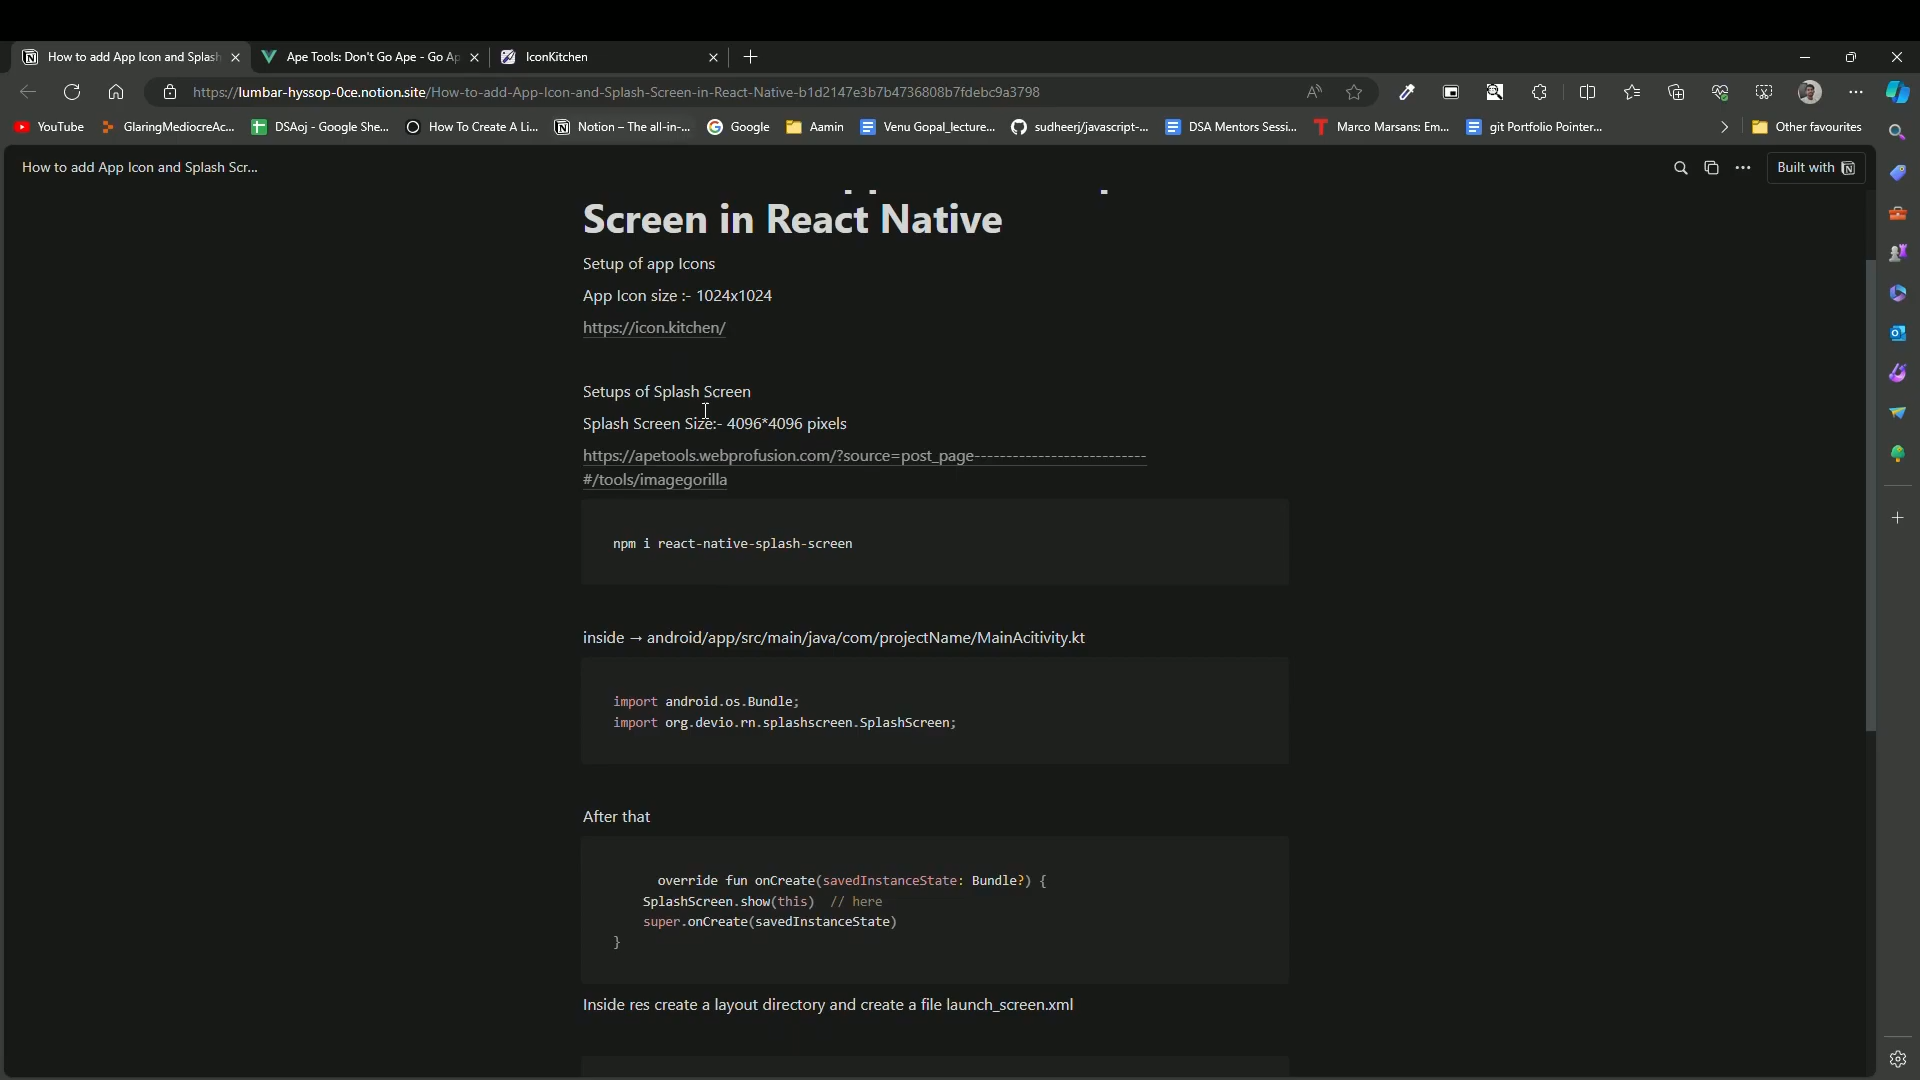 How to add App Icon and Splash
Ape Tools: Don't Go Ape - Go Ap
IconKitchen
https://lumbar-hyssop-0ce.notion.site/How-to-add-App-Icon-and-Splash-Screen-in-React-Native-b1d2147e3b7b4736808b7fdebc9a3798
YouTube
GlaringMediocreAc...
DSAoj - Google She...
How To Create A Li...
Notion – The all-in-...
Google
Aamin
Venu Gopal_lecture...
sudheerj/javascript-...
DSA Mentors Sessi...
Marco Marsans: Em...
git Portfolio Pointer...
Other favourites
How to add App Icon and Splash Scr...
Built with
Screen in React Native
Setup of app Icons
App Icon size :- 1024x1024
https://icon.kitchen/
Setups of Splash Screen
Splash Screen Size:- 4096*4096 pixels
https://apetools.webprofusion.com/?source=post_page---------------------------
#/tools/imagegorilla
npm i react-native-splash-screen
inside → android/app/src/main/java/com/projectName/MainAcitivity.kt
import android.os.Bundle;
import org.devio.rn.splashscreen.SplashScreen;
After that
override fun onCreate(savedInstanceState: Bundle?) {
SplashScreen.show(this)  // here
super.onCreate(savedInstanceState)
}
Inside res create a layout directory and create a file launch_screen.xml